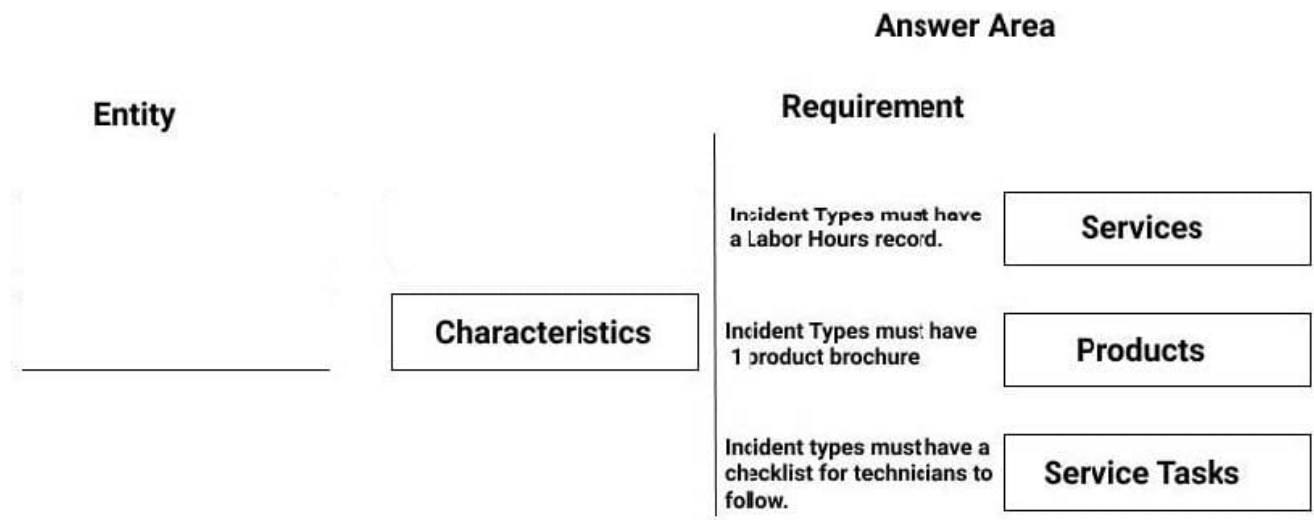 Answer Area
Entity
Requirement
Incident Types must have
a Labor Hours record.
Services
Characteristics
Incident Types must have
1 product brochure
Products
Incident types must have a
checklist for technicians to
follow.
Service Tasks